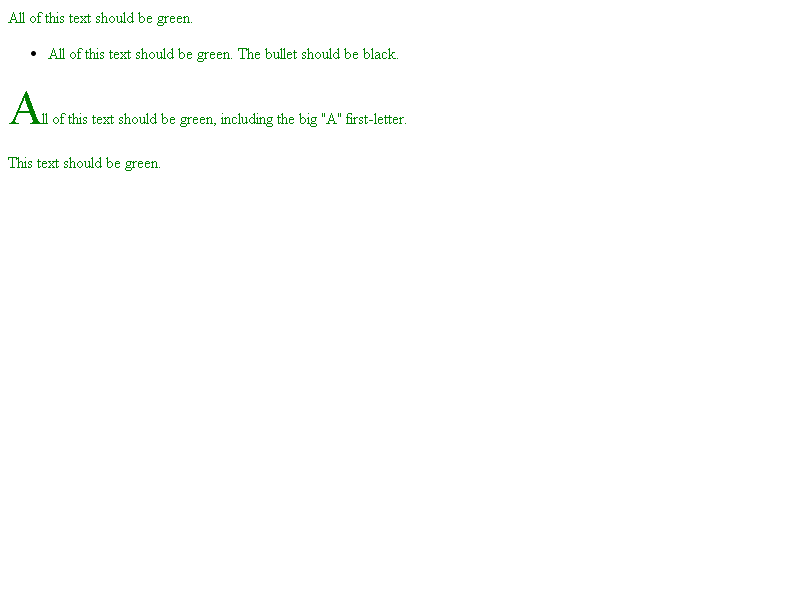 All of this text should be green.
• All of this text should be green. The bullet should be black.
All of this text should be green, including the big "A" first-letter.
This text should be green.